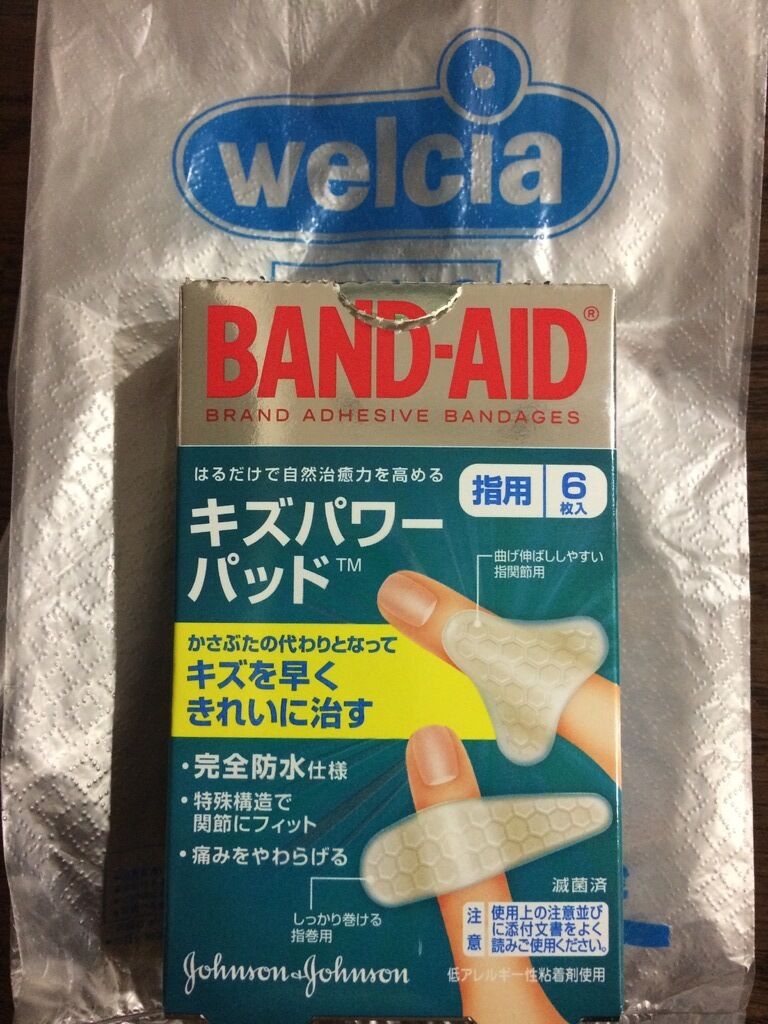 welcia
BAND-AID®
BRAND ADHESIVE BANDAGES
はるだけで自然治癒力を高める
指用 6枚入
キズパワー
パッド™
曲げ伸ばししやすい
指関節用
かさぶたの代わりとなって
キズを早く
きれいに治す
・完全防水仕様
・特殊構造で
関節にフィット
・痛みをやわらげる
しっかり巻ける
指巻用
滅菌済
注意
使用上の注意並び
に添付文書をよく
読みご使用ください。
Johnson & Johnson
低アレルギー性粘着剤使用